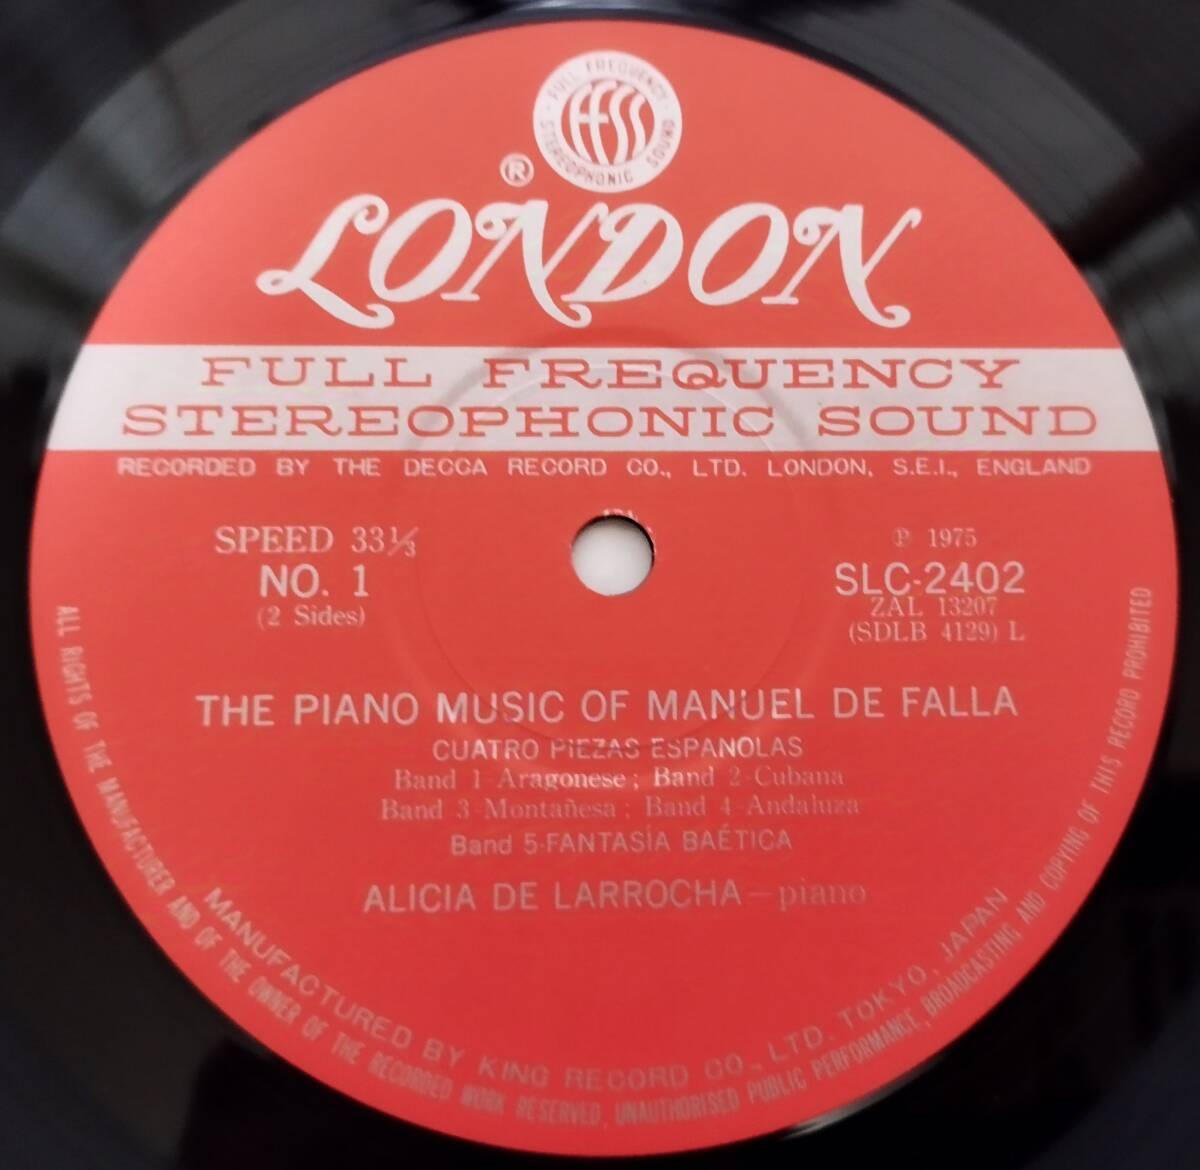 FULL FREQUENCY STEREOPHONIC SOUND
FFSS
®
LONDON
FULL FREQUENCY
STEREOPHONIC SOUND
RECORDED BY THE DECCA RECORD CO., LTD. LONDON, S.E.I., ENGLAND
SPEED 33⅓
NO. 1
(2 Sides)
℗ 1975
SLC-2402
ZAL 13207
(SDLB 4129) L
THE PIANO MUSIC OF MANUEL DE FALLA
CUATRO PIEZAS ESPANOLAS
Band 1-Aragonese; Band 2-Cubana
Band 3-Montañesa; Band 4-Andaluza
Band 5-FANTASÍA BAÉTICA
ALICIA DE LARROCHA—piano
MANUFACTURED BY KING RECORD CO., LTD. TOKYO, JAPAN
ALL RIGHTS OF THE MANUFACTURER AND OF THE OWNER OF THE RECORDED WORK RESERVED, UNAUTHORISED PUBLIC PERFORMANCE, BROADCASTING AND COPYING OF THIS RECORD PROHIBITED